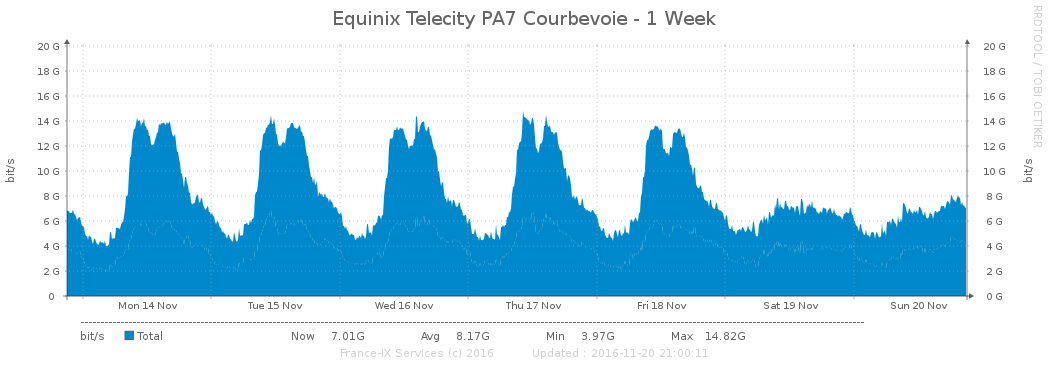 Equinix Telecity PA7 Courbevoie - 1 Week
RRDTOOL / TOBI OETIKER
bit/s
20 G 20 G
18 G 18 G
16 G 16 G
14 G 14 G
12 G 12 G
10 G 10 G
8 G 8 G
6 G 6 G
4 G 4 G
2 G 2 G
0 0 G
bit/s
Mon 14 Nov Tue 15 Nov Wed 16 Nov Thu 17 Nov Fri 18 Nov Sat 19 Nov Sun 20 Nov
bit/s Total Now 7.01G Avg 8.17G Min 3.97G Max 14.82G
France-IX Services (c) 2016 Updated : 2016-11-20 21:00:11